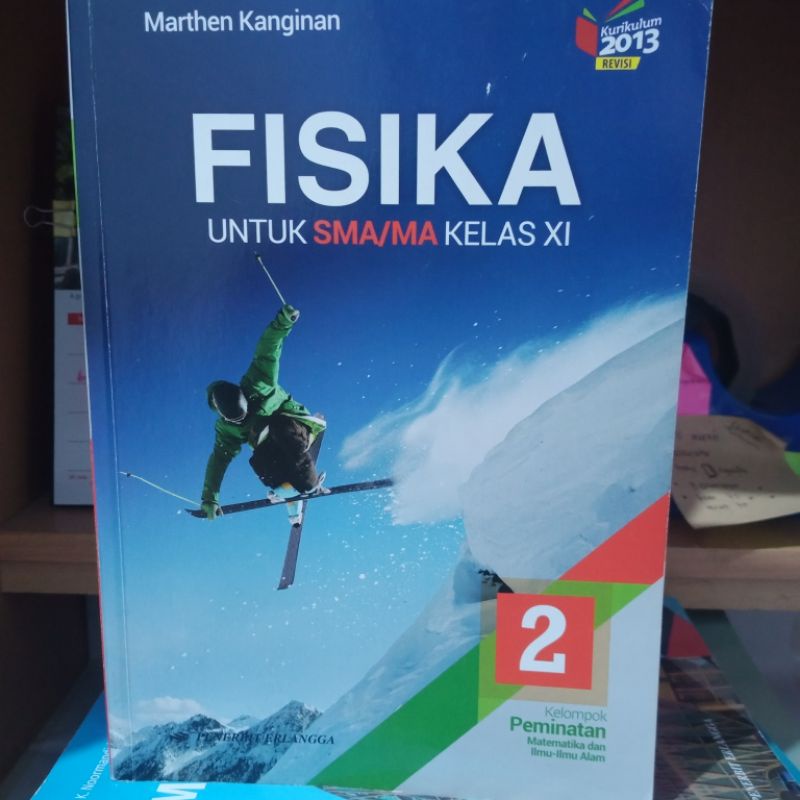 Marthen Kanginan
Kurikulum
2013
REVISI
FISIKA
UNTUK SMA/MA KELAS XI
2
Kelompok
Peminatan
Matematika dan
Ilmu-Ilmu Alam
PENERBIT ERLANGGA
K. Noorman
M